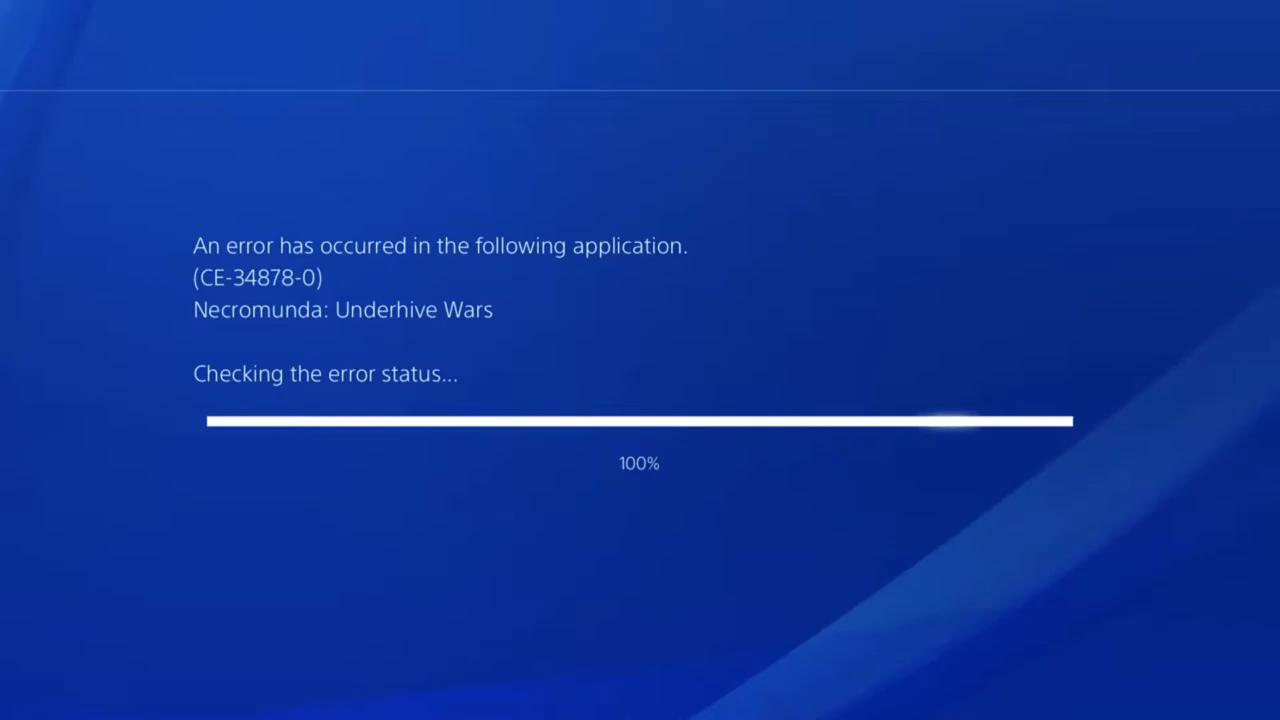 An error has occurred in the following application.
(CE-34878-0)
Necromunda: Underhive Wars
Checking the error status...
100%